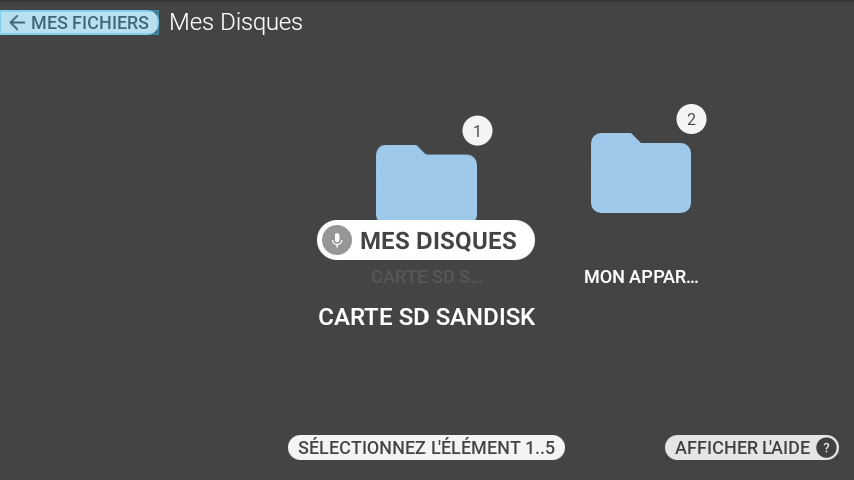 MES FICHIERS Mes Disques
1
2
MES DISQUES
CARTE SD S...
MON APPAR...
CARTE SD SANDISK
SÉLECTIONNEZ L'ÉLÉMENT 1..5
AFFICHER L'AIDE ?